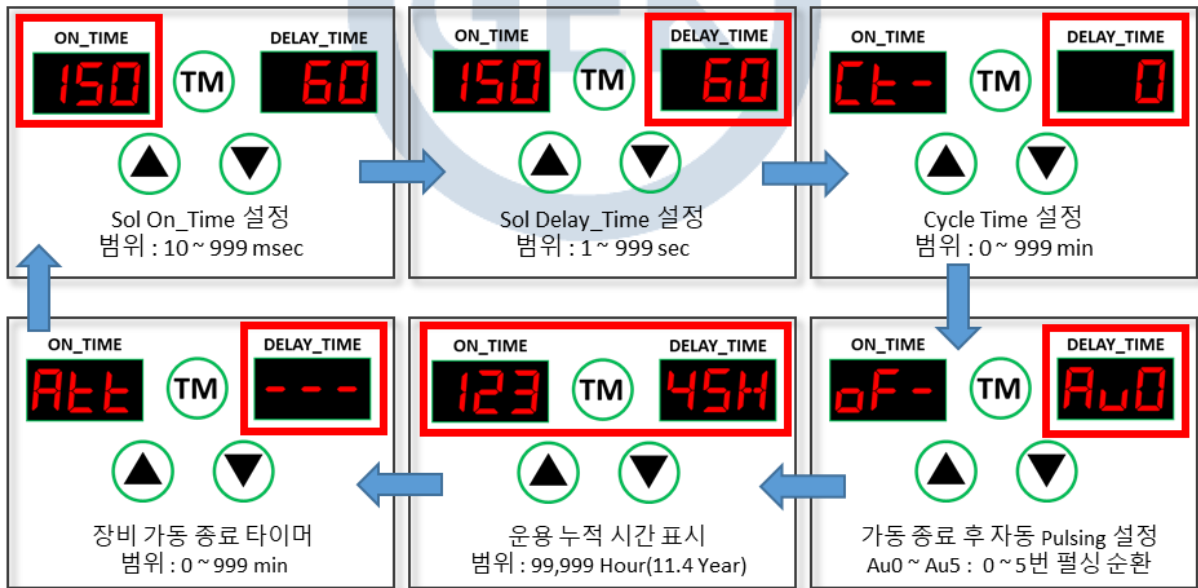 ON_TIME DELAY_TIME
150 TM 60
Sol On_Time 설정
범위 : 10 ~ 999 msec
ON_TIME DELAY_TIME
150 TM 60
Sol Delay_Time 설정
범위 : 1 ~ 999 sec
ON_TIME DELAY_TIME
Ct- TM 0
Cycle Time 설정
범위 : 0 ~ 999 min
ON_TIME DELAY_TIME
Att TM ---
장비 가동 종료 타이머
범위 : 0 ~ 999 min
ON_TIME DELAY_TIME
123 TM 45H
운용 누적 시간 표시
범위 : 99,999 Hour(11.4 Year)
ON_TIME DELAY_TIME
oF- TM Au0
가동 종료 후 자동 Pulsing 설정
Au0 ~ Au5 : 0 ~ 5번 펄싱 순환